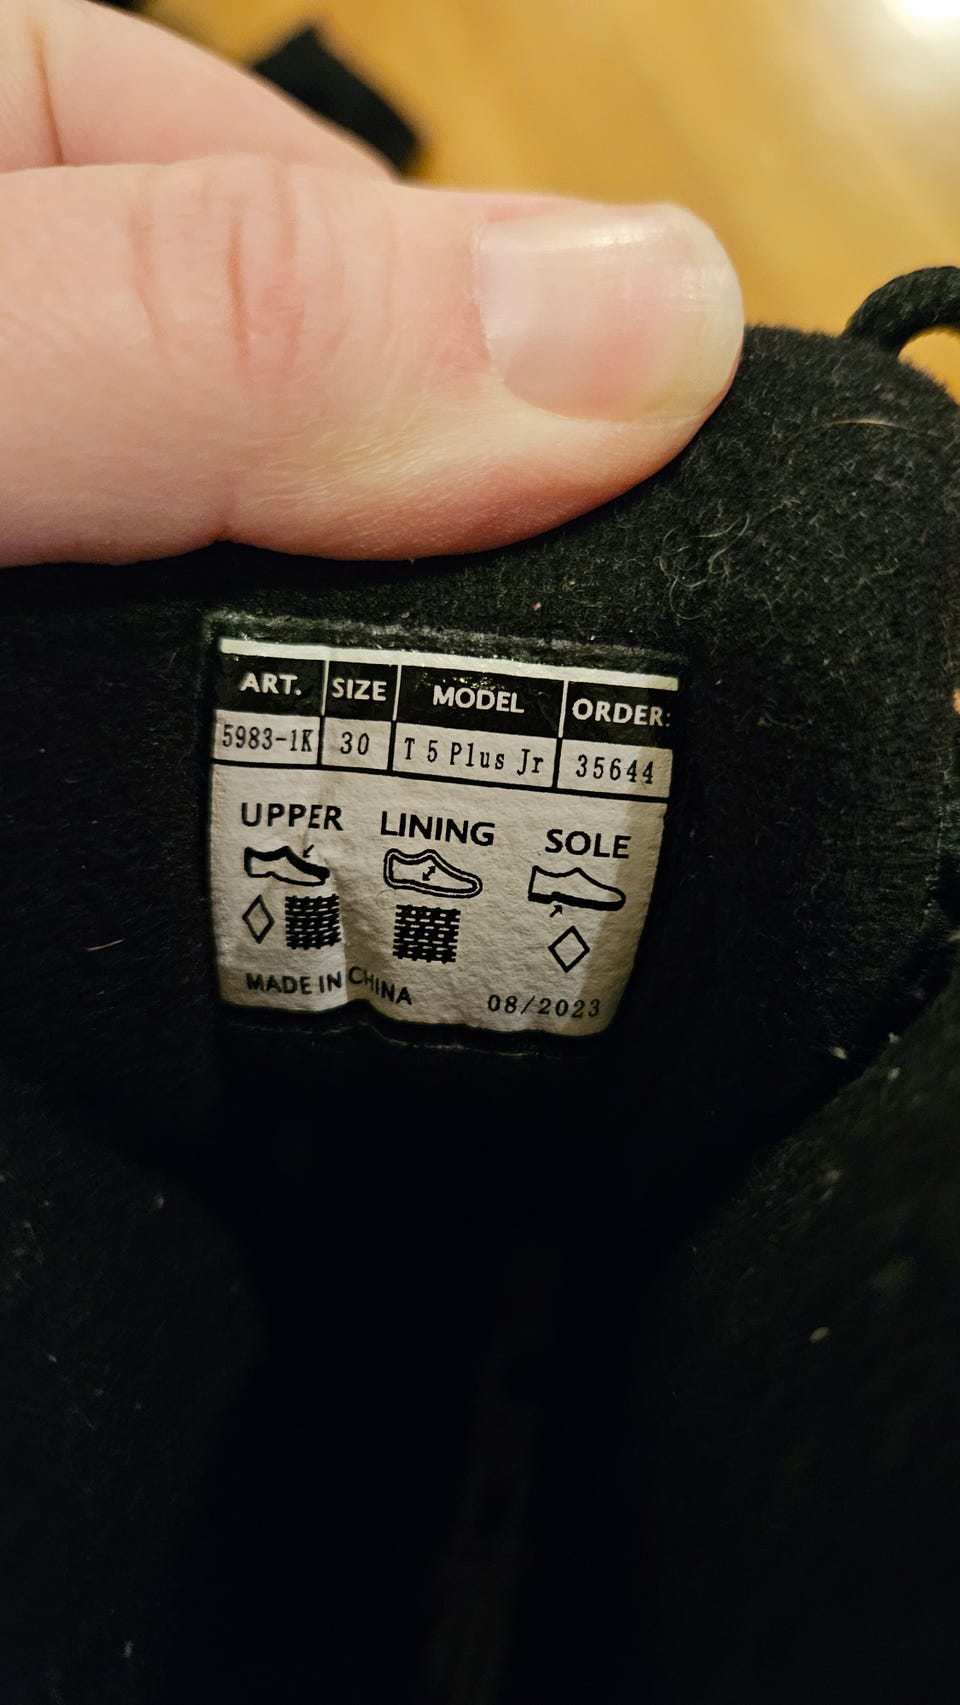 ART. SIZE MODEL ORDER:
5983-1K 30 T 5 Plus Jr 35644
UPPER LINING SOLE
MADE IN CHINA 08/2023